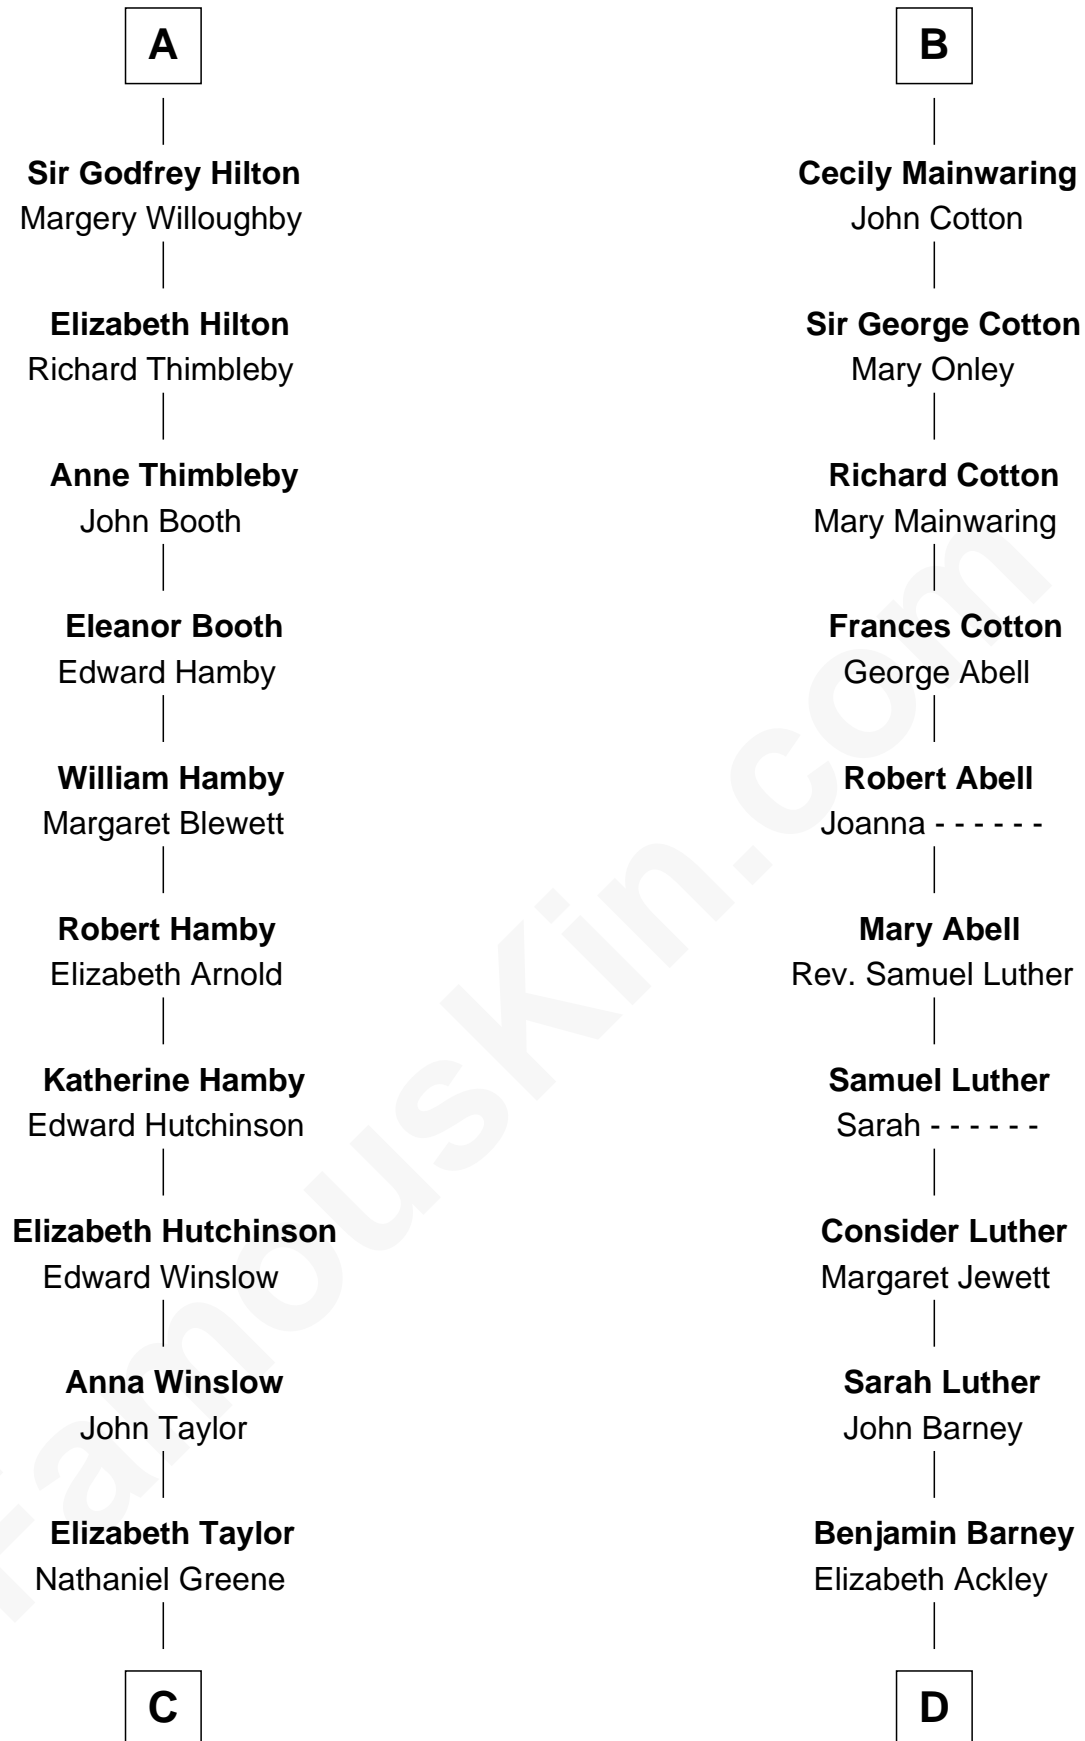 A
Sir Godfrey Hilton
Margery Willoughby
Elizabeth Hilton
Richard Thimbleby
Anne Thimbleby
John Booth
Eleanor Booth
Edward Hamby
William Hamby
Margaret Blewett
Robert Hamby
Elizabeth Arnold
Katherine Hamby
Edward Hutchinson
Elizabeth Hutchinson
Edward Winslow
Anna Winslow
John Taylor
Elizabeth Taylor
Nathaniel Greene
C
B
Cecily Mainwaring
John Cotton
Sir George Cotton
Mary Onley
Richard Cotton
Mary Mainwaring
Frances Cotton
George Abell
Robert Abell
Joanna - - - - - -
Mary Abell
Rev. Samuel Luther
Samuel Luther
Sarah - - - - - -
Consider Luther
Margaret Jewett
Sarah Luther
John Barney
Benjamin Barney
Elizabeth Ackley
D
FamousKin.com